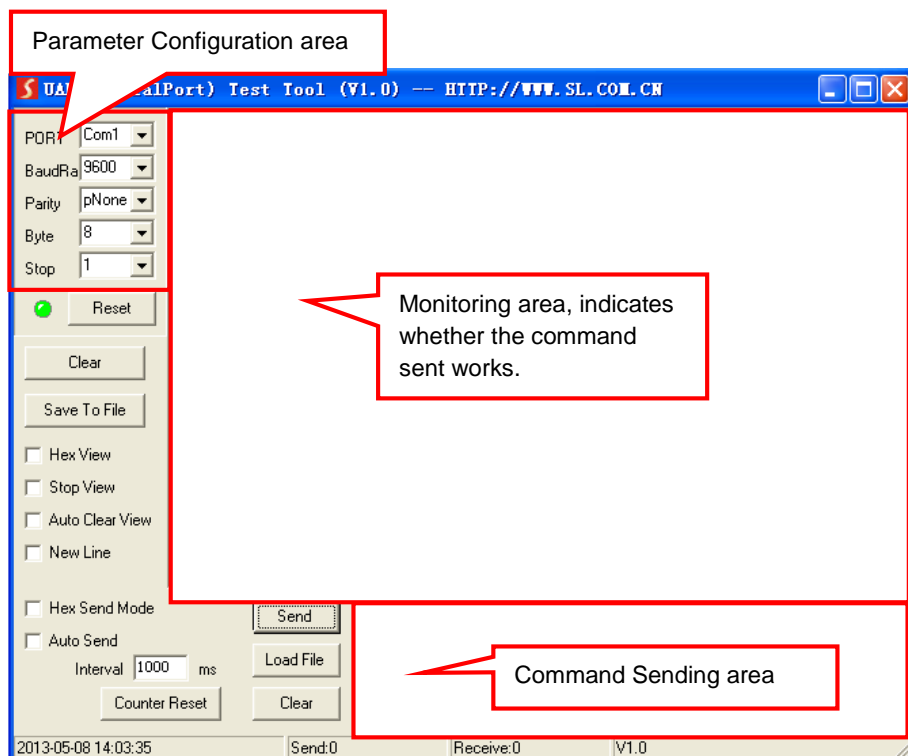 Parameter Configuration area
Port) Test Tool (V1.0) -- HTTP://WWW.SL.COM.CN
PORT Com1
BaudRa 9600
Parity pNone
Byte 8
Stop 1
Reset
Monitoring area, indicates
whether the command
sent works.
Clear
Save To File
Hex View
Stop View
Auto Clear View
New Line
Hex Send Mode
Send
Auto Send
Interval 1000 ms
Load File
Command Sending area
Counter Reset
Clear
2013-05-08 14:03:35 Send:0 Receive:0 V1.0